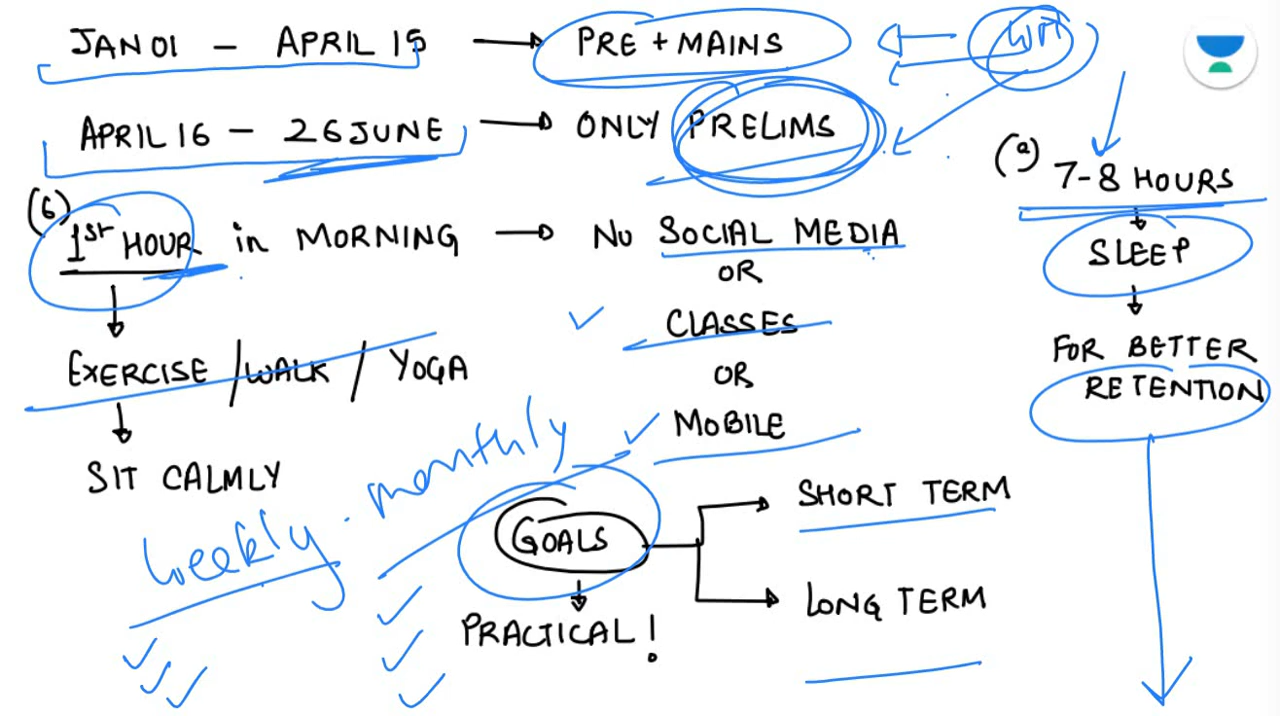 JAN 01 - APRIL 15 → PRE + MAINS
APRIL 16 - 26 JUNE → ONLY PRELIMS
(a) 7-8 HOURS
SLEEP
FOR BETTER
RETENTION
(b) 1st HOUR in MORNING → NO SOCIAL MEDIA
OR
CLASSES
OR
MOBILE
EXERCISE / WALK / YOGA
SIT CALMLY
weekly. monthly
GOALS
SHORT TERM
LONG TERM
PRACTICAL!